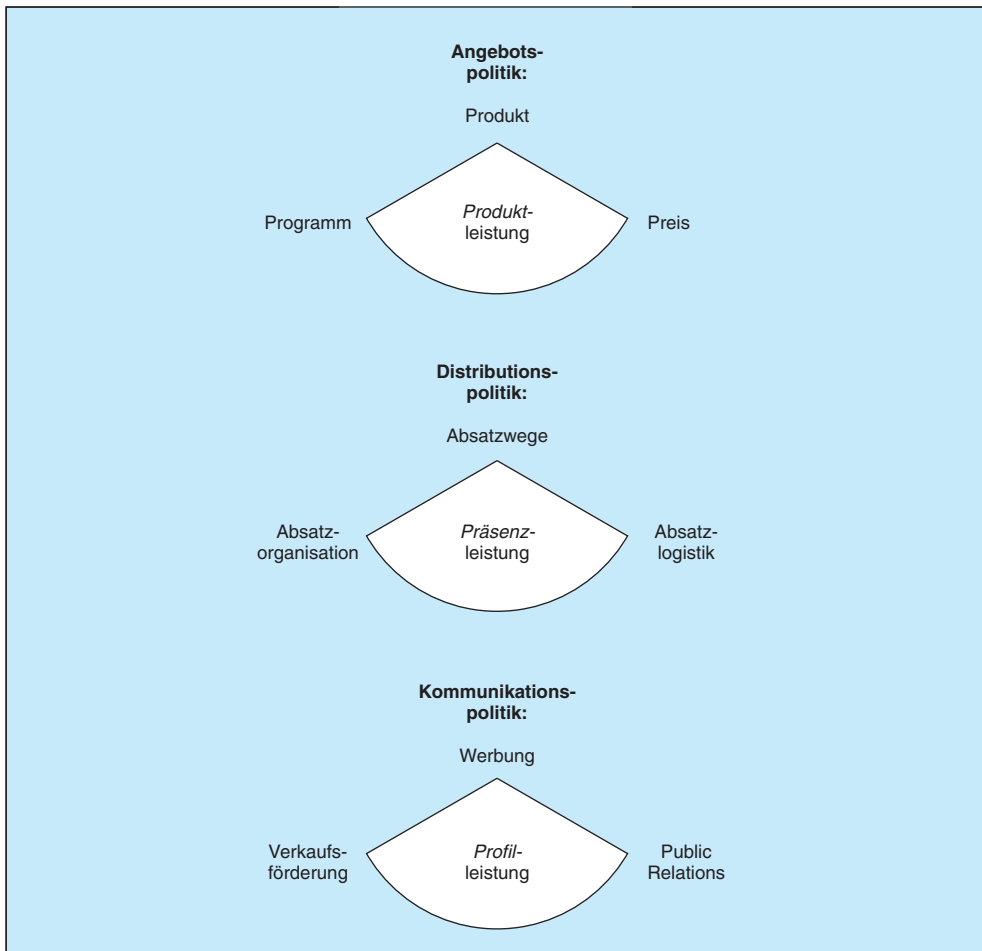 Angebots-
politik:
Produkt
Programm
Produkt-
leistung
Preis
Distributions-
politik:
Absatzwege
Absatz-
organisation
Präsenz-
leistung
Absatz-
logistik
Kommunikations-
politik:
Werbung
Verkaufs-
förderung
Profil-
leistung
Public
Relations